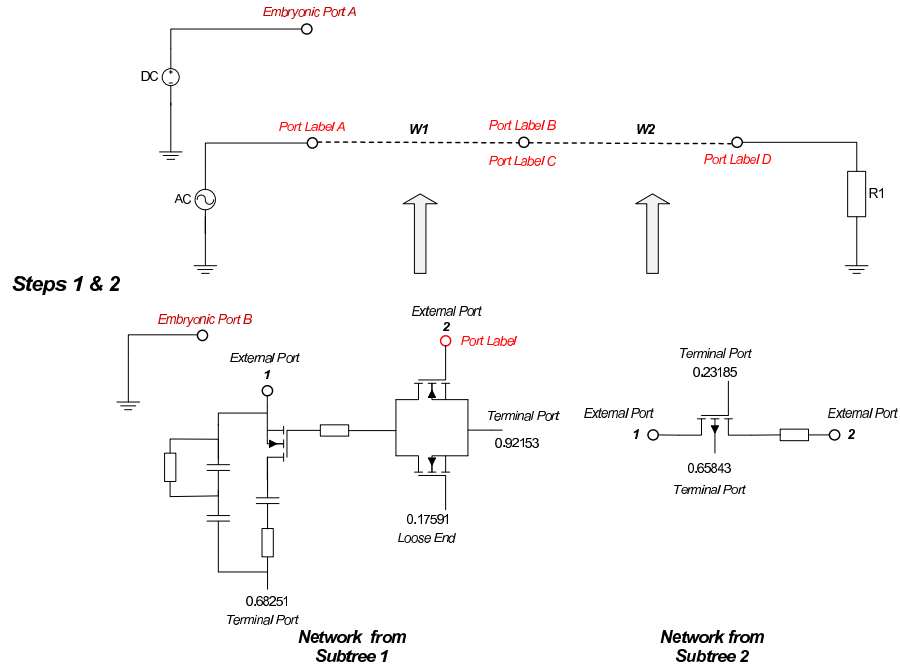 Embryonic Port A
DC
Port Label A
W1
Port Label B
W2
Port Label C
Port Label D
AC
R1
Steps 1 & 2
Embryonic Port B
External Port
2
Port Label
External Port
1
Terminal Port
0.92153
0.17591
Loose End
0.68251
Terminal Port
Terminal Port
0.23185
External Port
1
External Port
2
0.65843
Terminal Port
Network from
Subtree 1
Network from
Subtree 2